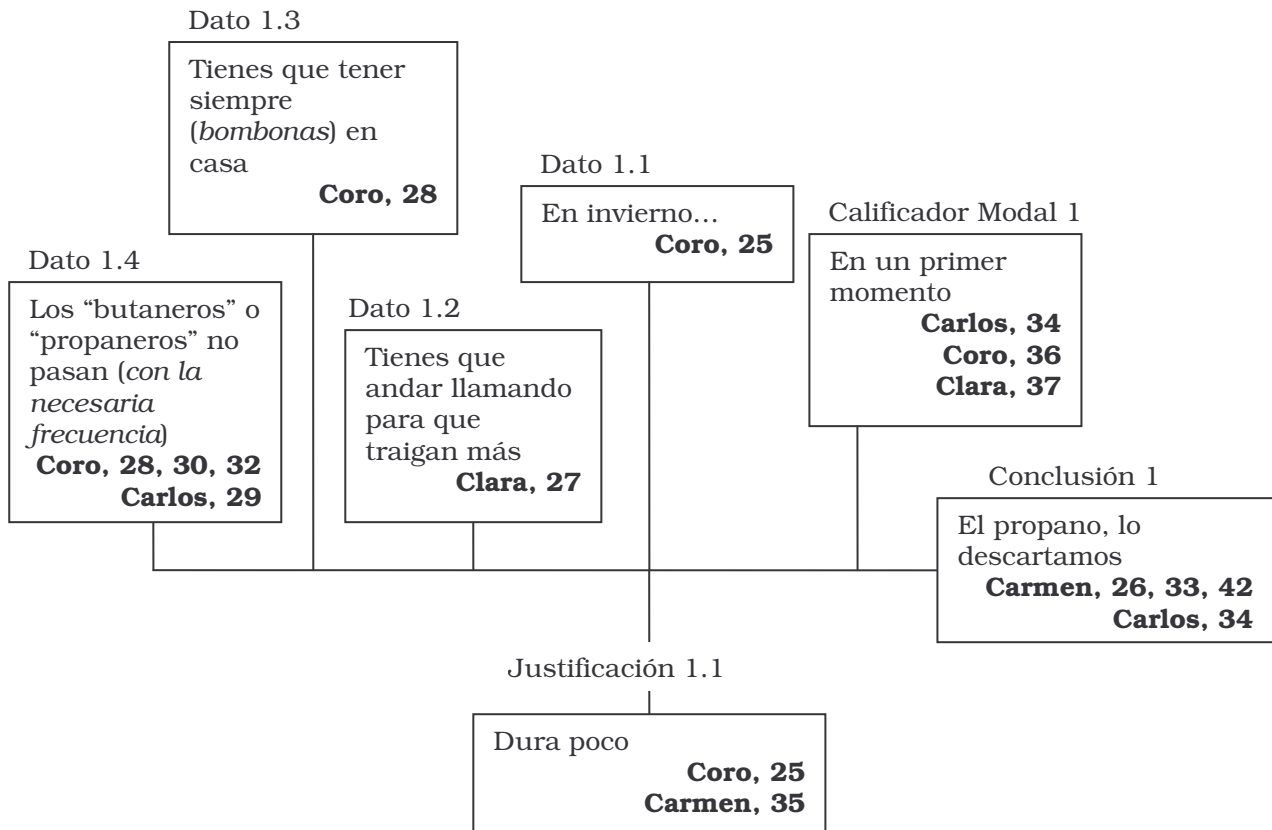 Dato 1.3
Tienes que tener
siempre
(bombonas) en
casa
Coro, 28
Dato 1.1
En invierno…
Coro, 25
Calificador Modal 1
En un primer
momento
Carlos, 34
Coro, 36
Clara, 37
Dato 1.4
Los “butaneros” o
“propaneros” no
pasan (con la
necesaria
frecuencia)
Coro, 28, 30, 32
Carlos, 29
Dato 1.2
Tienes que
andar llamando
para que
traigan más
Clara, 27
Conclusión 1
El propano, lo
descartamos
Carmen, 26, 33, 42
Carlos, 34
Justificación 1.1
Dura poco
Coro, 25
Carmen, 35